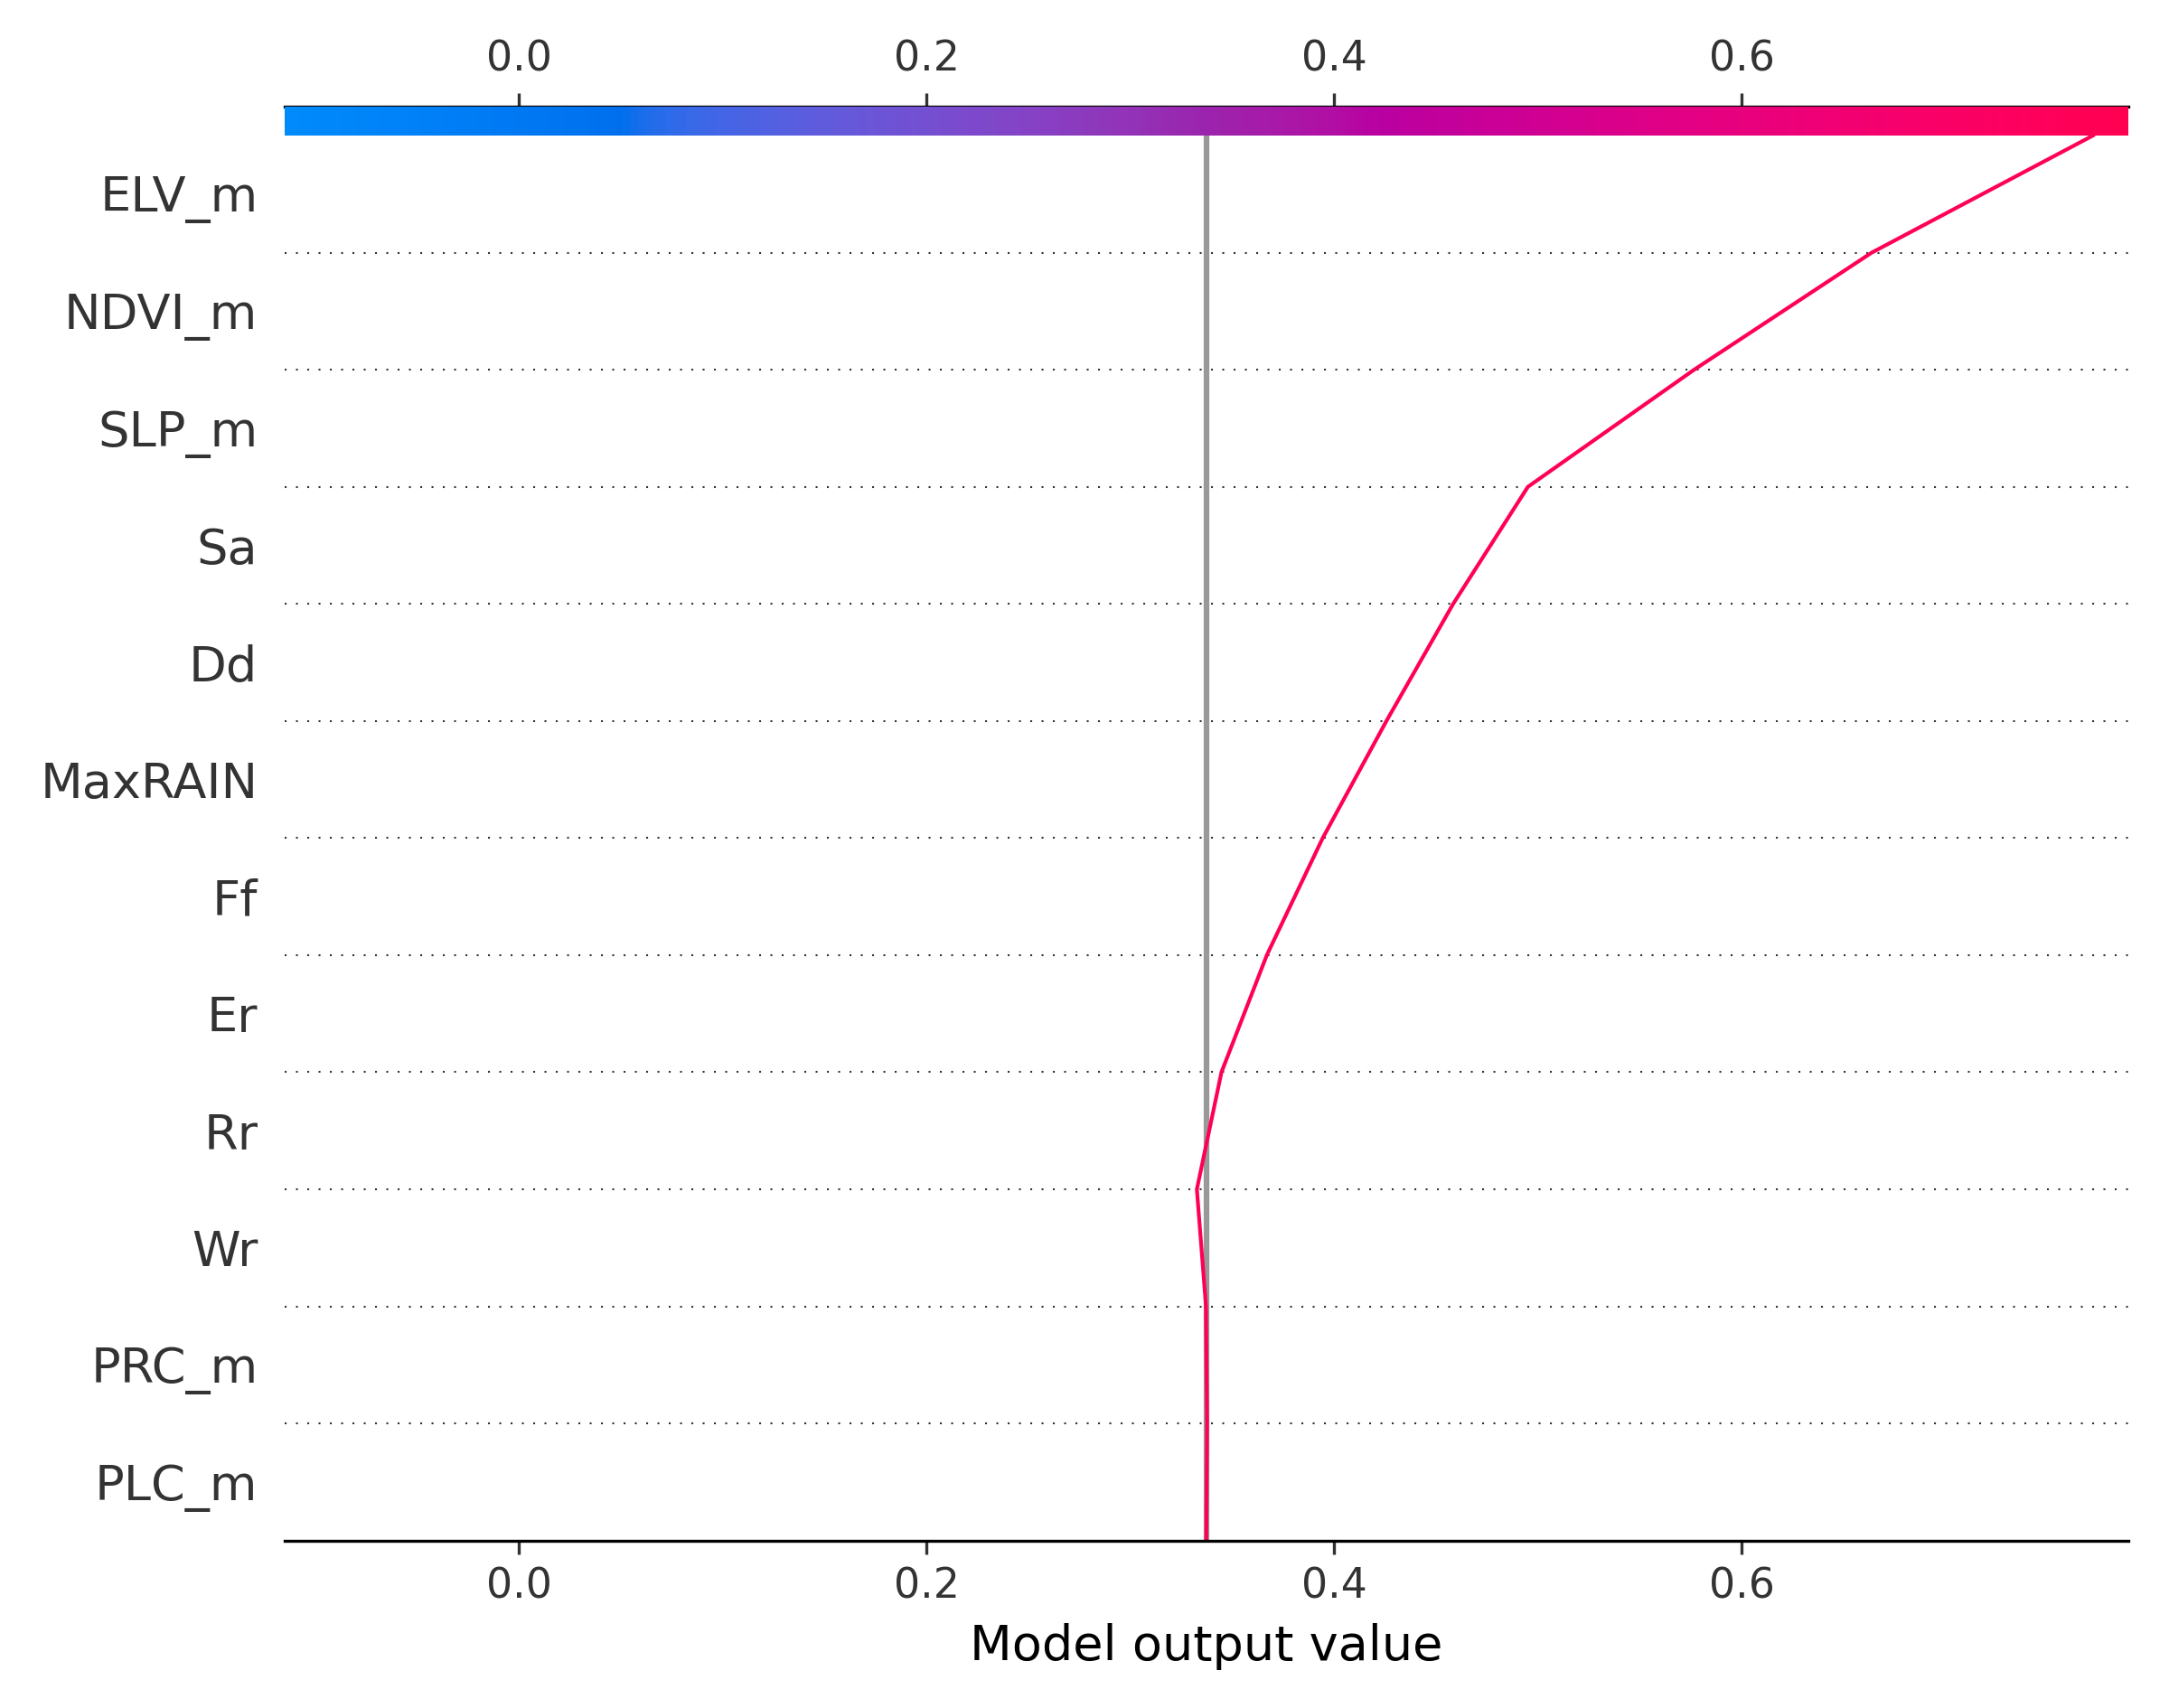 0.0 0.2 0.4 0.6
ELV_m
NDVI_m
SLP_m
Sa
Dd
MaxRAIN
Ff
Er
Rr
Wr
PRC_m
PLC_m
0.0 0.2 0.4 0.6
Model output value